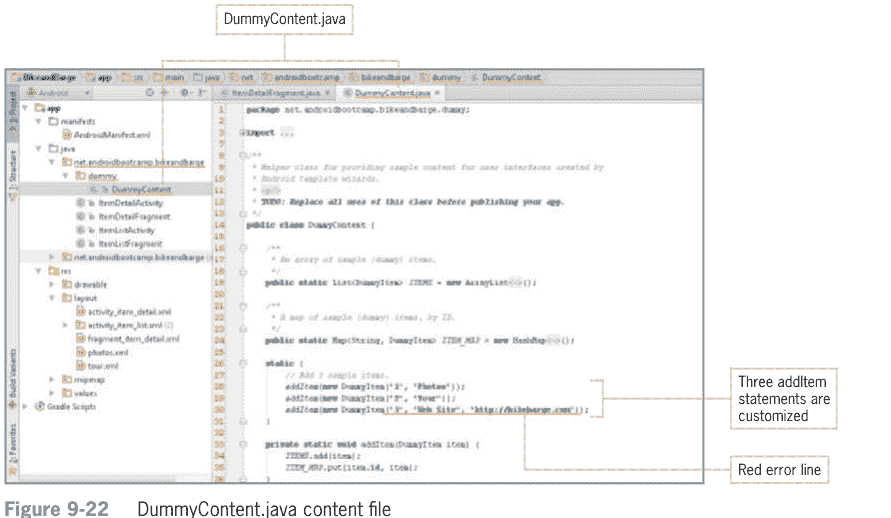 DummyContent.java
BikeandBarge app src main java net androidbootcamp bikeandbarge dummy DummyContent
Android
ItemDetailFragment.java × DummyContent.java ×
1: Project
Z: Structure
Build Variants
2: Favorites
app
manifests
AndroidManifest.xml
java
net.androidbootcamp.bikeandbarge
dummy
DummyContent
ItemDetailActivity
ItemDetailFragment
ItemListActivity
ItemListFragment
net.androidbootcamp.bikeandbarge
res
drawable
layout
activity_item_detail.xml
activity_item_list.xml (2)
fragment_item_detail.xml
photos.xml
tour.xml
mipmap
values
Gradle Scripts
package net.androidbootcamp.bikeandbarge.dummy;
import ...
/**
* Helper class for providing sample content for user interfaces created by
* Android template wizards.
* <p/>
* TODO: Replace all uses of this class before publishing your app.
*/
public class DummyContent {
/**
* An array of sample (dummy) items.
*/
public static List<DummyItem> ITEMS = new ArrayList<>();
/**
* A map of sample (dummy) items, by ID.
*/
public static Map<String, DummyItem> ITEM_MAP = new HashMap<>();
static {
// Add 3 sample items.
addItem(new DummyItem("1", "Photos"));
addItem(new DummyItem("2", "Tour"));
addItem(new DummyItem("3", "Web Site", "http://bikebarge.com"));
}
private static void addItem(DummyItem item) {
ITEMS.add(item);
ITEM_MAP.put(item.id, item);
}
Three addItem
statements are
customized
Red error line
Figure 9-22 DummyContent.java content file